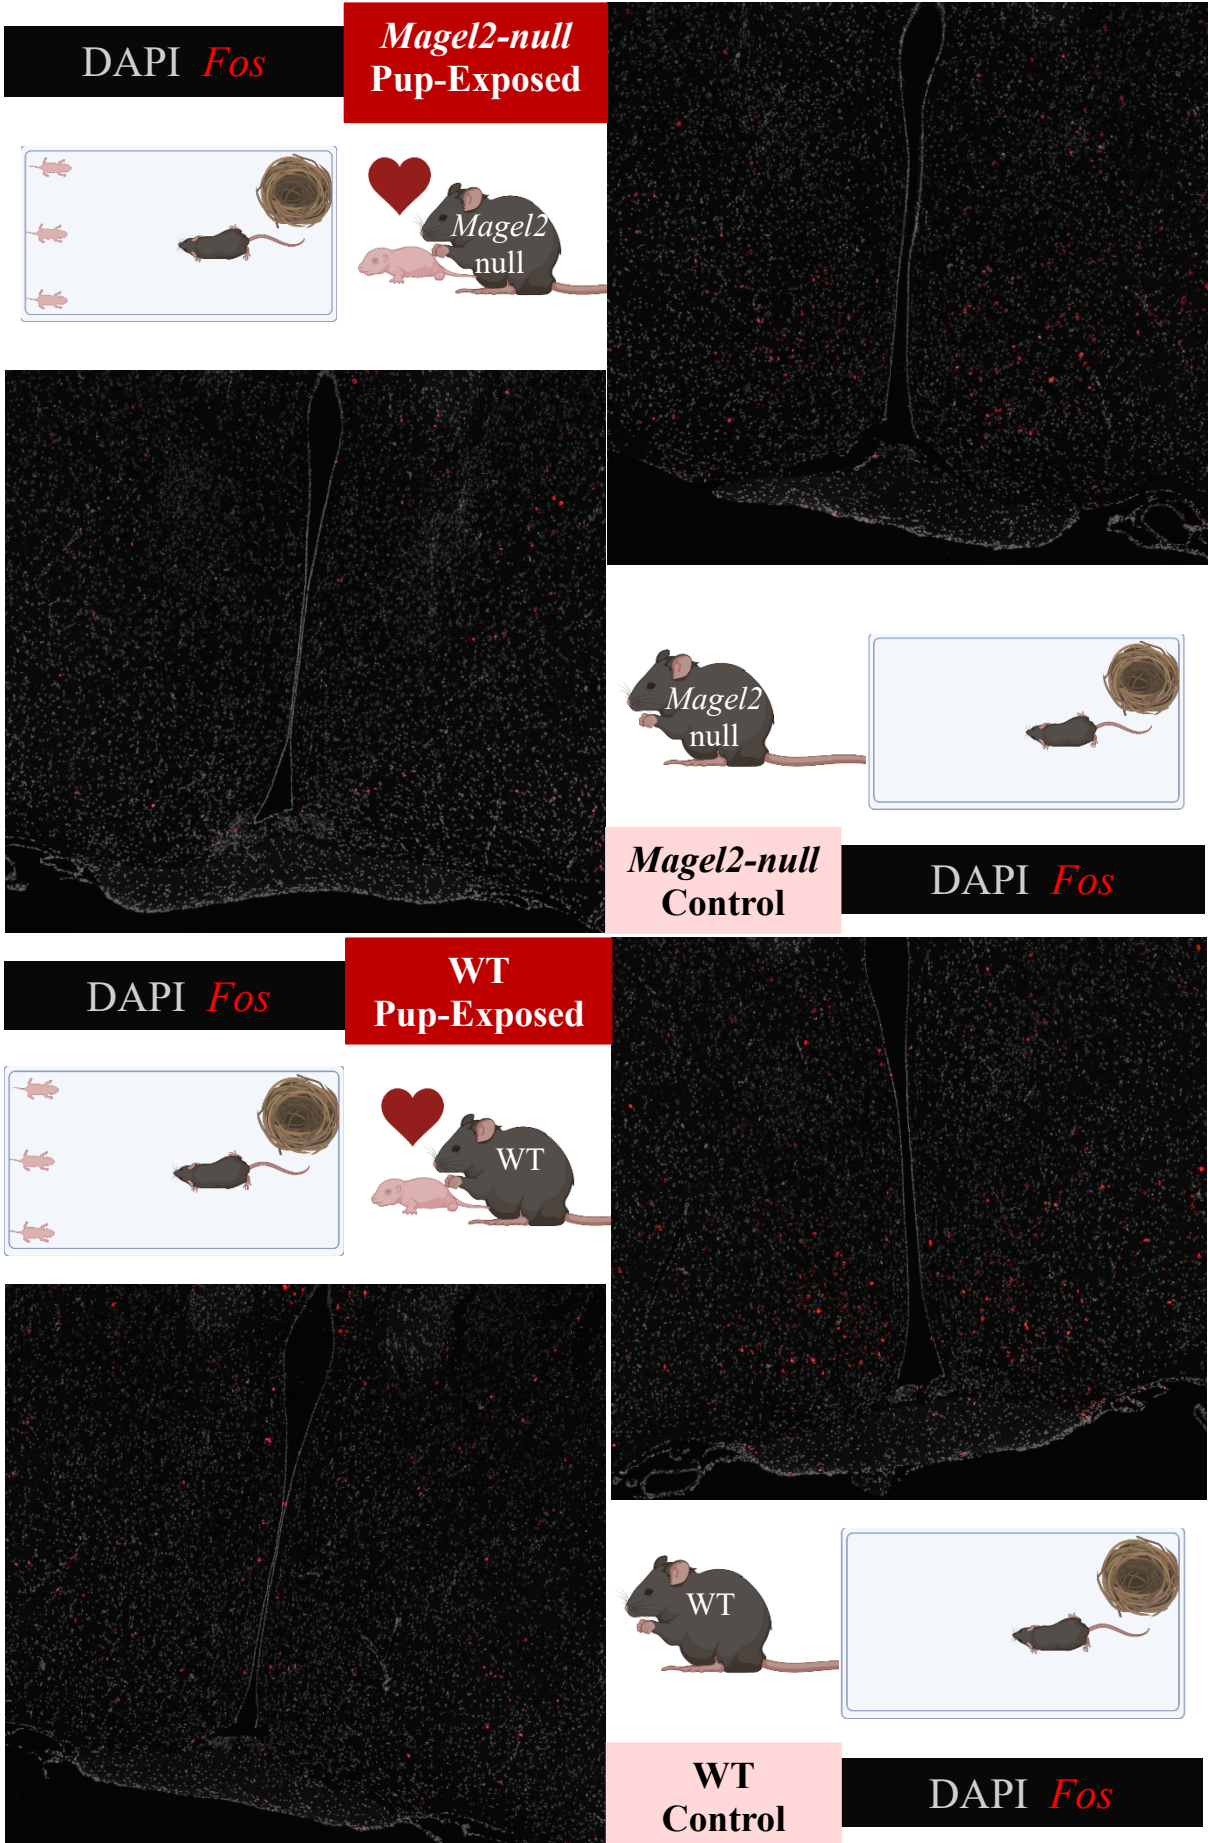 DAPI Fos
Magel2-null
Pup-Exposed
Magel2
null
Magel2
null
Magel2-null
Control
DAPI Fos
DAPI Fos
WT
Pup-Exposed
WT
WT
WT
Control
DAPI Fos